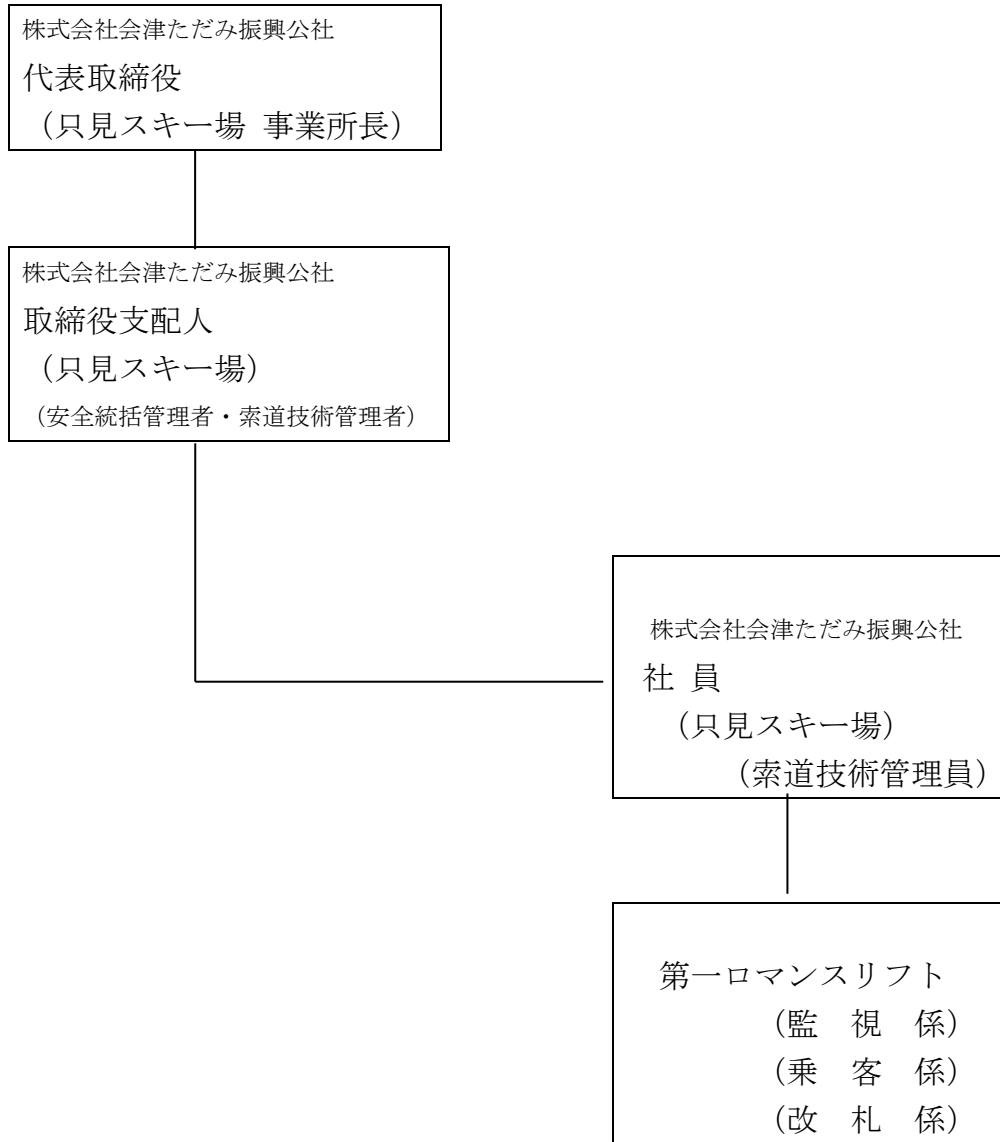 株式会社会津ただみ振興公社
代表取締役
（只見スキー場 事業所長）
株式会社会津ただみ振興公社
取締役支配人
（只見スキー場）
（安全統括管理者・索道技術管理者）
株式会社会津ただみ振興公社
社 員
（只見スキー場）
（索道技術管理員）
第一ロマンスリフト
（監　視　係）
（乗　客　係）
（改　札　係）